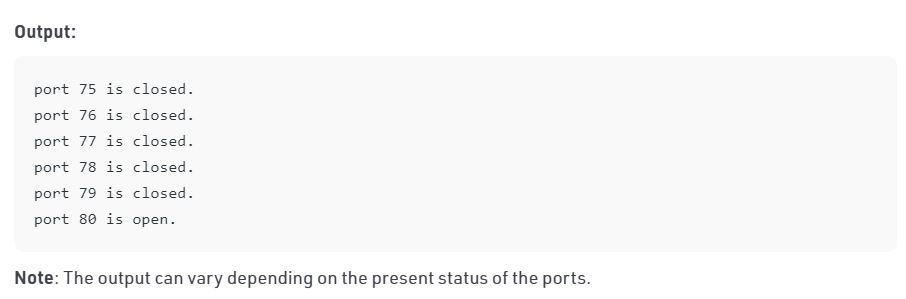 Output:
port 75 is closed.
port 76 is closed.
port 77 is closed.
port 78 is closed.
port 79 is closed.
port 80 is open.
Note: The output can vary depending on the present status of the ports.